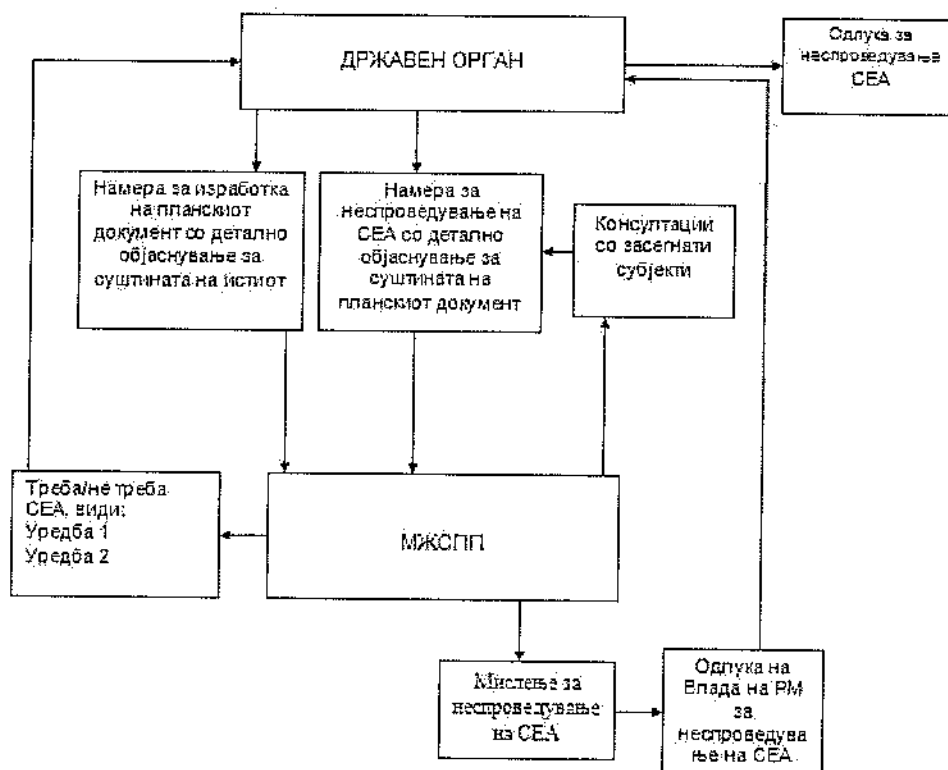 ДРЖАВЕН ОРГАН
Одлука за
неспроведување
СЕА
Намера за изработка
на планскиот
документ со детално
објаснување за
суштината на истиот
Намера за
неспроведување на
СЕА со детално
објаснување за
суштината на
планскиот документ
Консултации
со засегнати
субјекти
Треба/не треба
СЕА, види:
Уредба 1
Уредба 2
МЖСПП
Мислење за
неспроведување
на СЕА
Одлука на
Влада на РМ
за
неспроведува
ње на СЕА